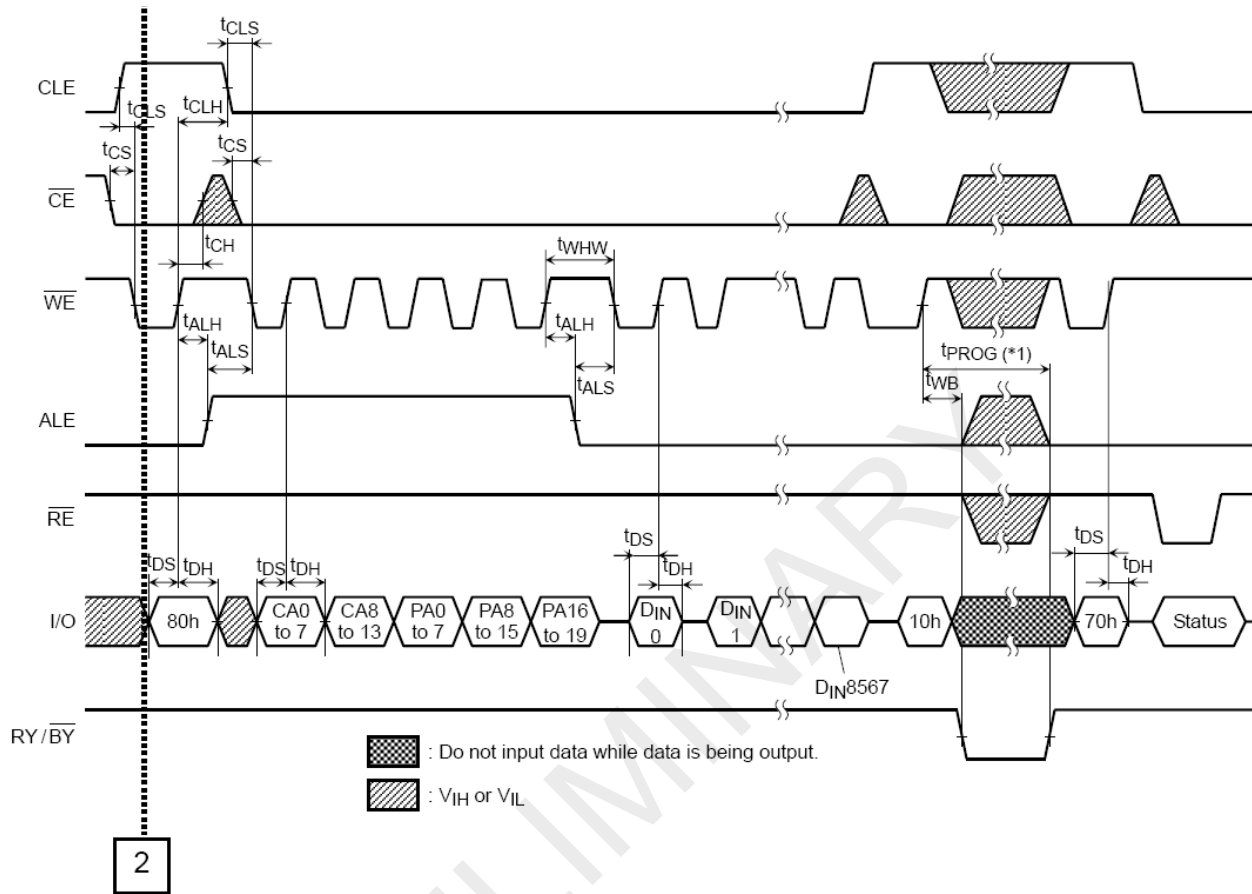 tCLS
CLE
tCLS
tCLH
tCS
tCS
CE
tCH
tWHW
WE
tALH
tALS
tALH
tALS
tPROG (*1)
tWB
ALE
RE
tDS
tDH
tDS
tDH
tDS
tDH
tDS
tDH
I/O
80h
CA0
to 7
CA8
to 13
PA0
to 7
PA8
to 15
PA16
to 19
DIN
0
DIN
1
10h
70h
Status
DIN8567
RY / BY
: Do not input data while data is being output.
: VIH or VIL
2
LIMINARY